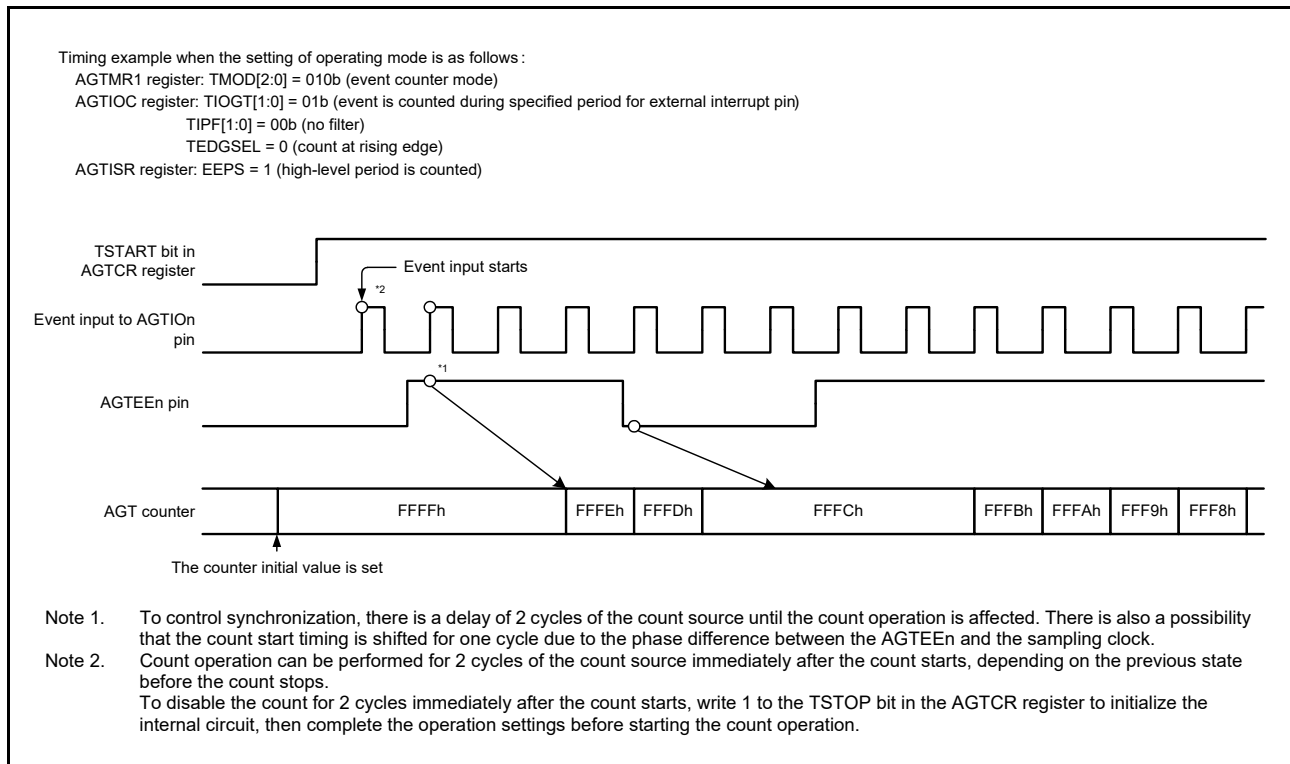 Timing example when the setting of operating mode is as follows :
AGTMR1 register: TMOD[2:0] = 010b (event counter mode)
AGTIOC register: TIOGT[1:0] = 01b (event is counted during specified period for external interrupt pin)
TIPF[1:0] = 00b (no filter)
TEDGSEL = 0 (count at rising edge)
AGTISR register: EEPS = 1 (high-level period is counted)
TSTART bit in
AGTCR register
Event input starts
*2
Event input to AGTIOn
pin
*1
AGTEEn pin
AGT counter
FFFFh
FFFEh
FFFDh
FFFCh
FFFBh
FFFAh
FFF9h
FFF8h
The counter initial value is set
Note 1. To control synchronization, there is a delay of 2 cycles of the count source until the count operation is affected. There is also a possibility
that the count start timing is shifted for one cycle due to the phase difference between the AGTEEn and the sampling clock.
Note 2. Count operation can be performed for 2 cycles of the count source immediately after the count starts, depending on the previous state
before the count stops.
To disable the count for 2 cycles immediately after the count starts, write 1 to the TSTOP bit in the AGTCR register to initialize the
internal circuit, then complete the operation settings before starting the count operation.